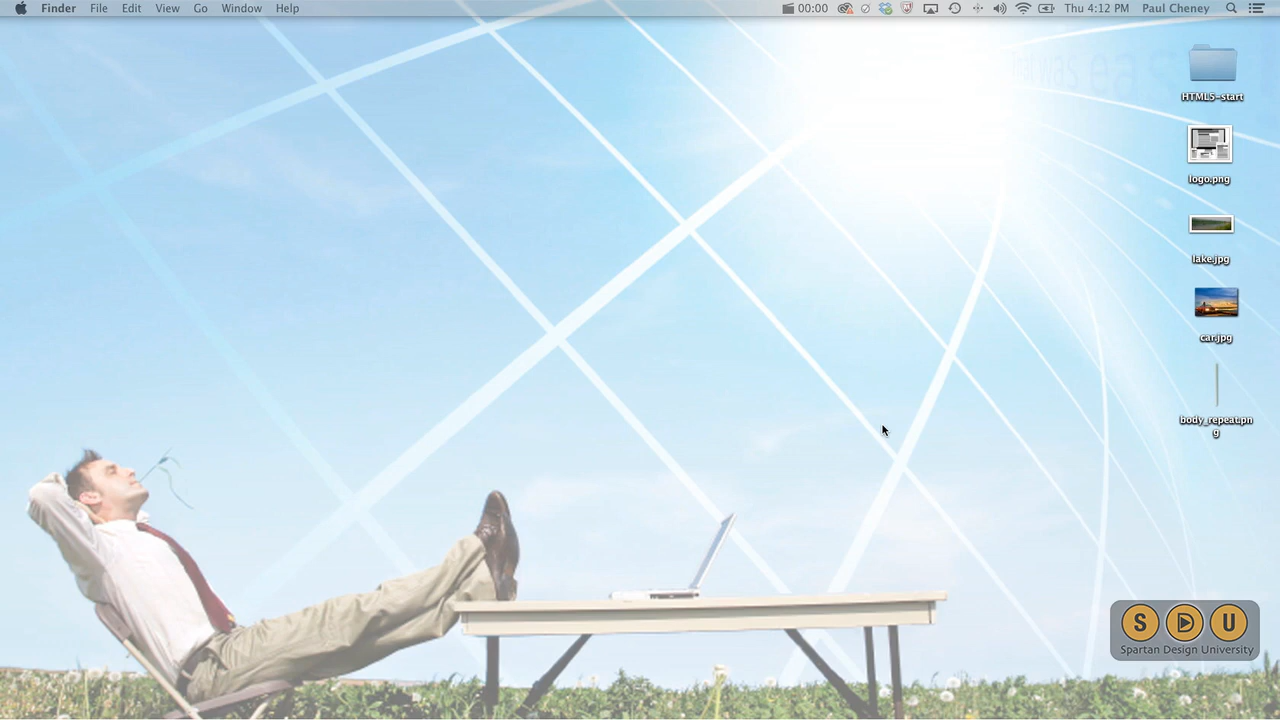 Finder File Edit View Go Window Help 00:00 Thu 4:12 PM Paul Cheney
HTML5-start
logo.png
lake.jpg
car.jpg
body_repeat.pn
g
S D U
Spartan Design University